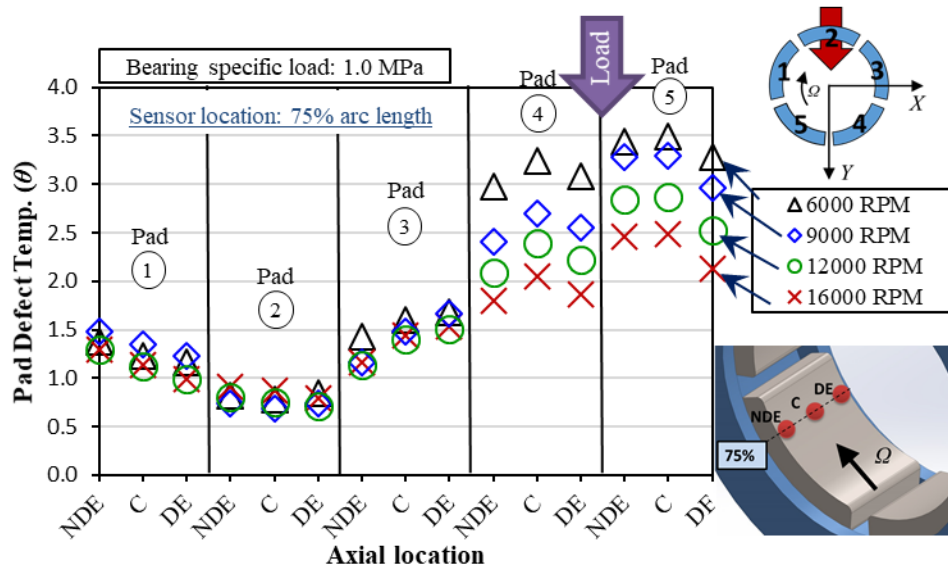 Bearing specific load: 1.0 MPa
Sensor location: 75% arc length
Load
Pad Defect Temp. (θ)
4.0
3.5
3.0
2.5
2.0
1.5
1.0
0.5
0.0
Pad
1
Pad
2
Pad
3
Pad
4
Pad
5
NDE
C
DE
NDE
C
DE
NDE
C
DE
NDE
C
DE
NDE
C
DE
Axial location
1
2
3
4
5
Ω
X
Y
6000 RPM
9000 RPM
12000 RPM
16000 RPM
NDE
C
DE
75%
Ω